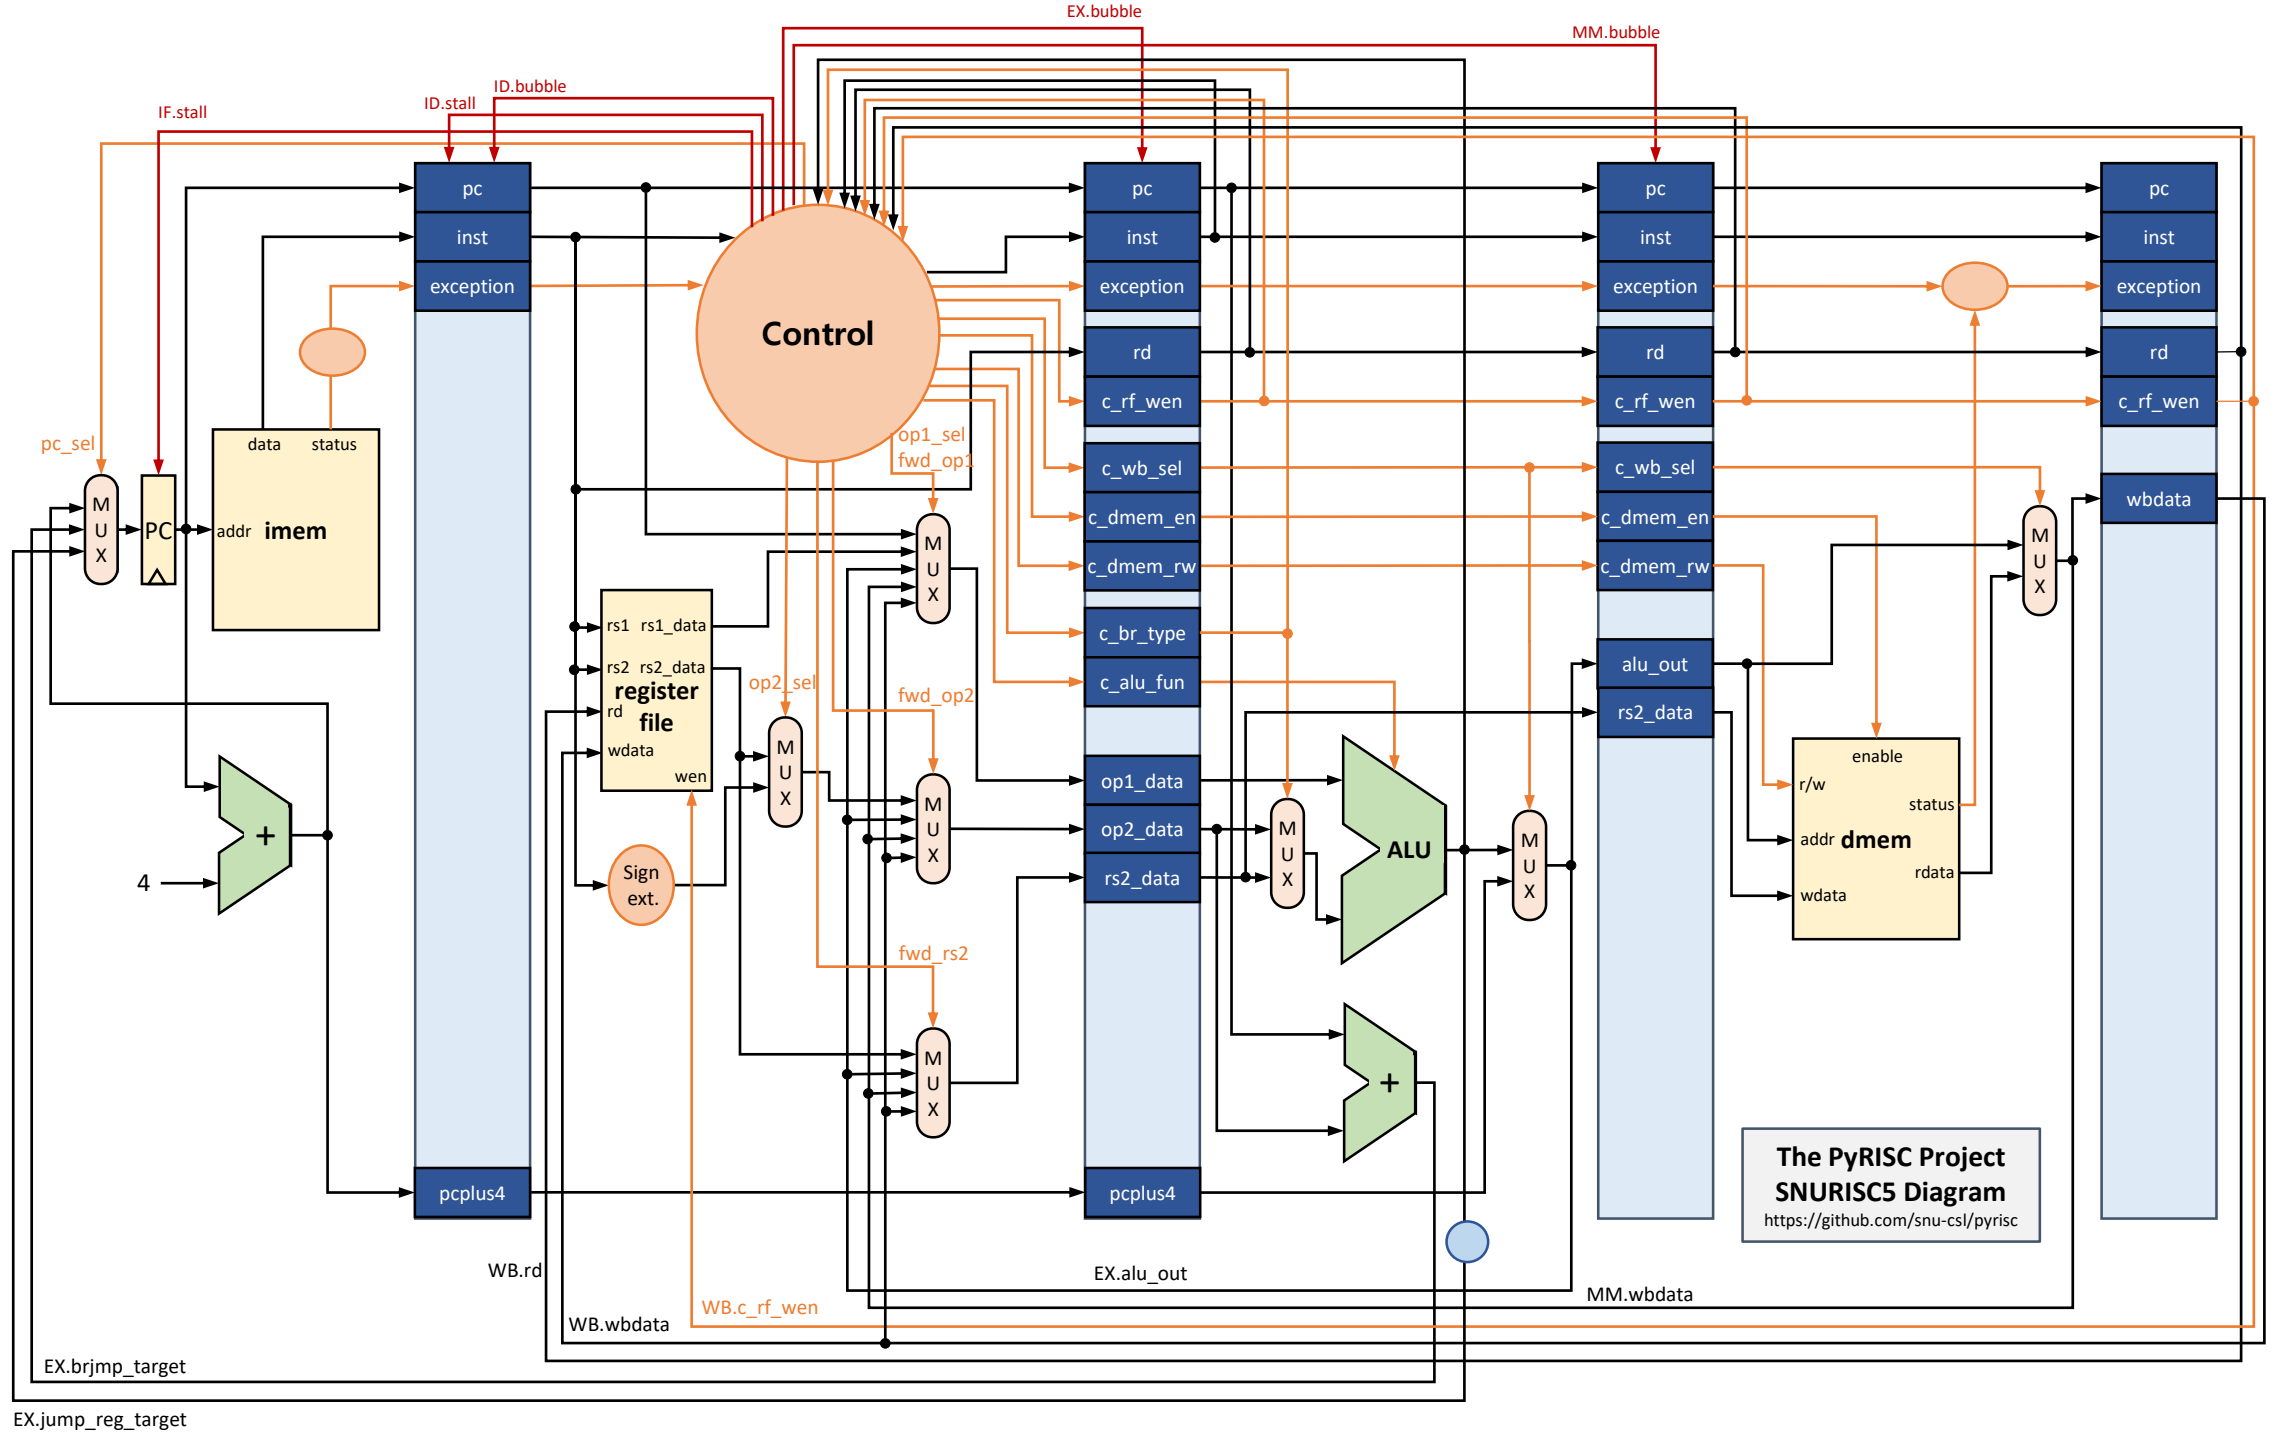 EX.bubble
MM.bubble
ID.bubble
ID.stall
IF.stall
pc
inst
exception
Control
pc
inst
exception
rd
c_rf_wen
c_wb_sel
c_dmem_en
c_dmem_rw
c_br_type
c_alu_fun
op1_data
op2_data
rs2_data
pcplus4
pc
inst
exception
rd
c_rf_wen
c_wb_sel
c_dmem_en
c_dmem_rw
alu_out
rs2_data
pc
inst
exception
rd
c_rf_wen
wbdata
pc_sel
data
status
M
U
X
PC
addr
imem
4
+
pcplus4
op1_sel
fwd_op1
M
U
X
rs1
rs1_data
rs2
rs2_data
register
file
rd
wdata
wen
op2_sel
M
U
X
fwd_op2
M
U
X
Sign
ext.
fwd_rs2
M
U
X
M
U
X
ALU
M
U
X
+
enable
r/w
status
addr
dmem
rdata
wdata
M
U
X
The PyRISC Project
SNURISC5 Diagram
https://github.com/snu-csl/pyrisc
WB.rd
EX.alu_out
MM.wbdata
WB.c_rf_wen
WB.wbdata
EX.brjmp_target
EX.jump_reg_target